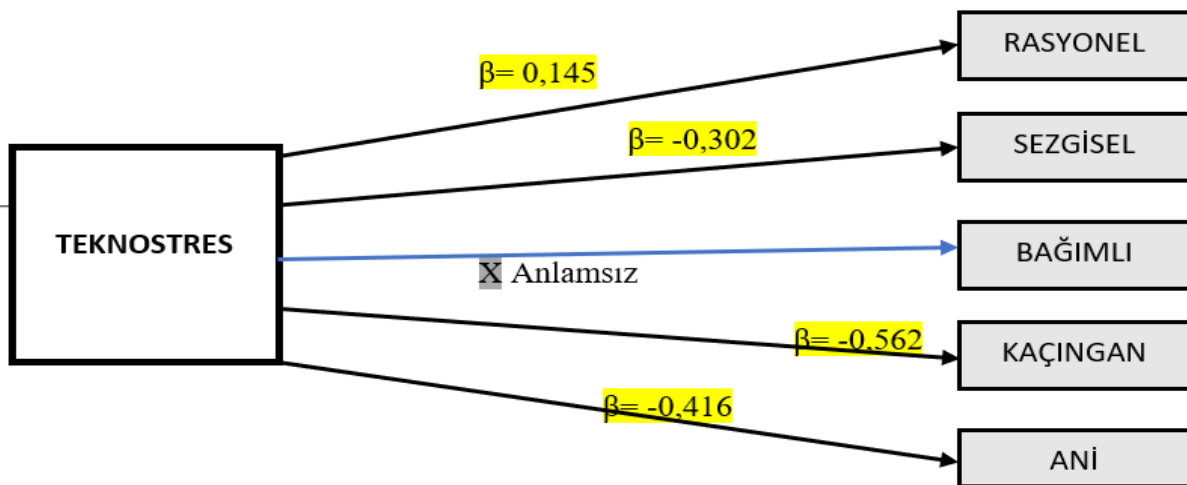 RASYONEL
β= 0,145
β= -0,302
SEZGİSEL
TEKNOSTRES
BAĞIMLI
X Anlamsız
β= -0,562
KAÇINGAN
β= -0,416
ANİ